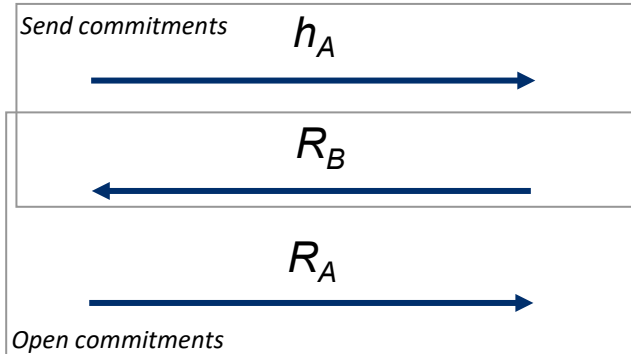 Send commitments
h_A
R_B
R_A
Open commitments